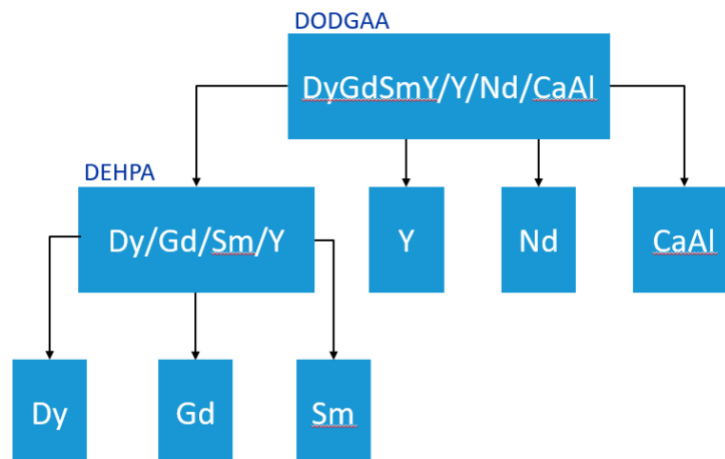 DODGAA
DyGdSmY/Y/Nd/CaAl
DEHPA
Dy/Gd/Sm/Y
Y
Nd
CaAl
Dy
Gd
Sm